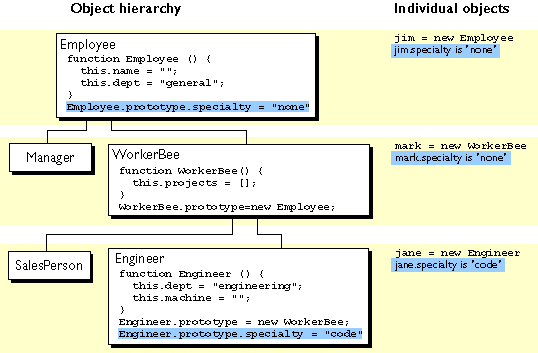 Object hierarchy
Individual objects
Employee
function Employee () {
this.name = "";
this.dept = "general";
}
Employee.prototype.specialty = "none"
jim = new Employee
jim.specialty is 'none'
Manager
WorkerBee
function WorkerBee() {
this.projects = [];
}
WorkerBee.prototype=new Employee;
mark = new WorkerBee
mark.specialty is 'none'
SalesPerson
Engineer
function Engineer () {
this.dept = "engineering";
this.machine = "";
}
Engineer.prototype = new WorkerBee;
Engineer.prototype.specialty = "code"
jane = new Engineer
jane.specialty is 'code'